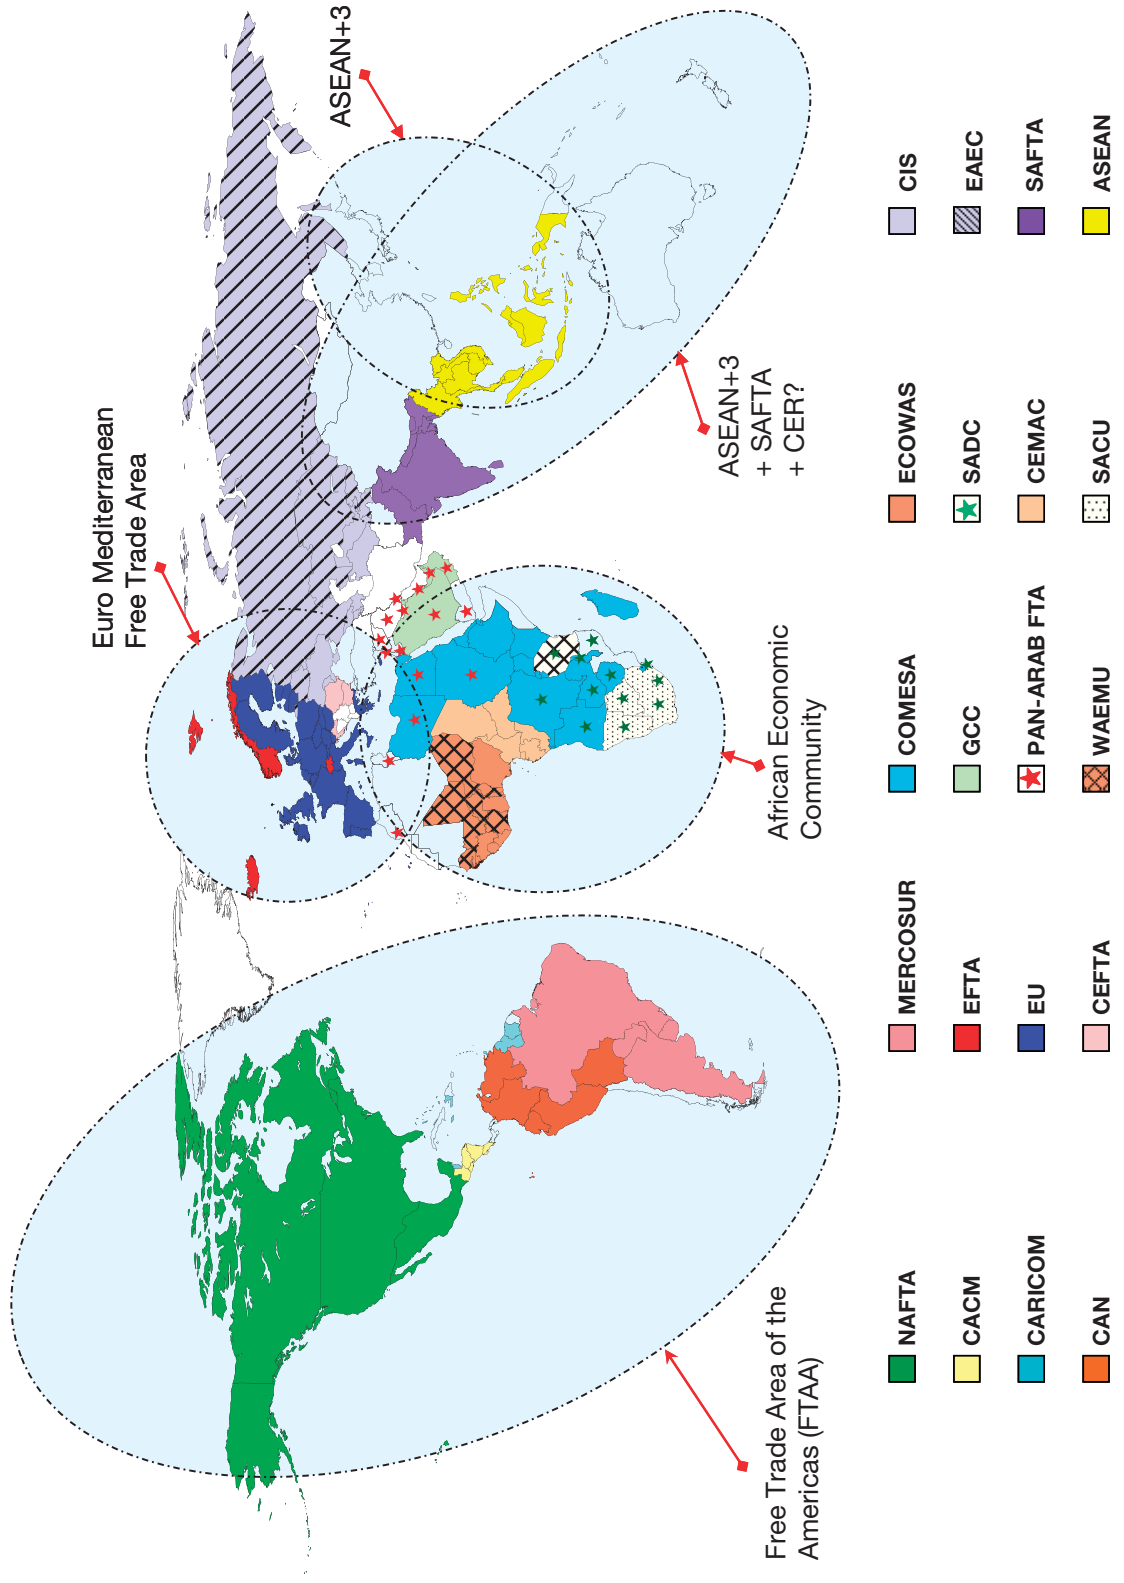 Euro Mediterranean
Free Trade Area
ASEAN+3
ASEAN+3
+ SAFTA
+ CER?
African Economic
Community
Free Trade Area of the
Americas (FTAA)
NAFTA
CACM
CARICOM
CAN
MERCOSUR
EFTA
EU
CEFTA
COMESA
GCC
PAN-ARAB FTA
WAEMU
ECOWAS
SADC
CEMAC
SACU
CIS
EAEC
SAFTA
ASEAN